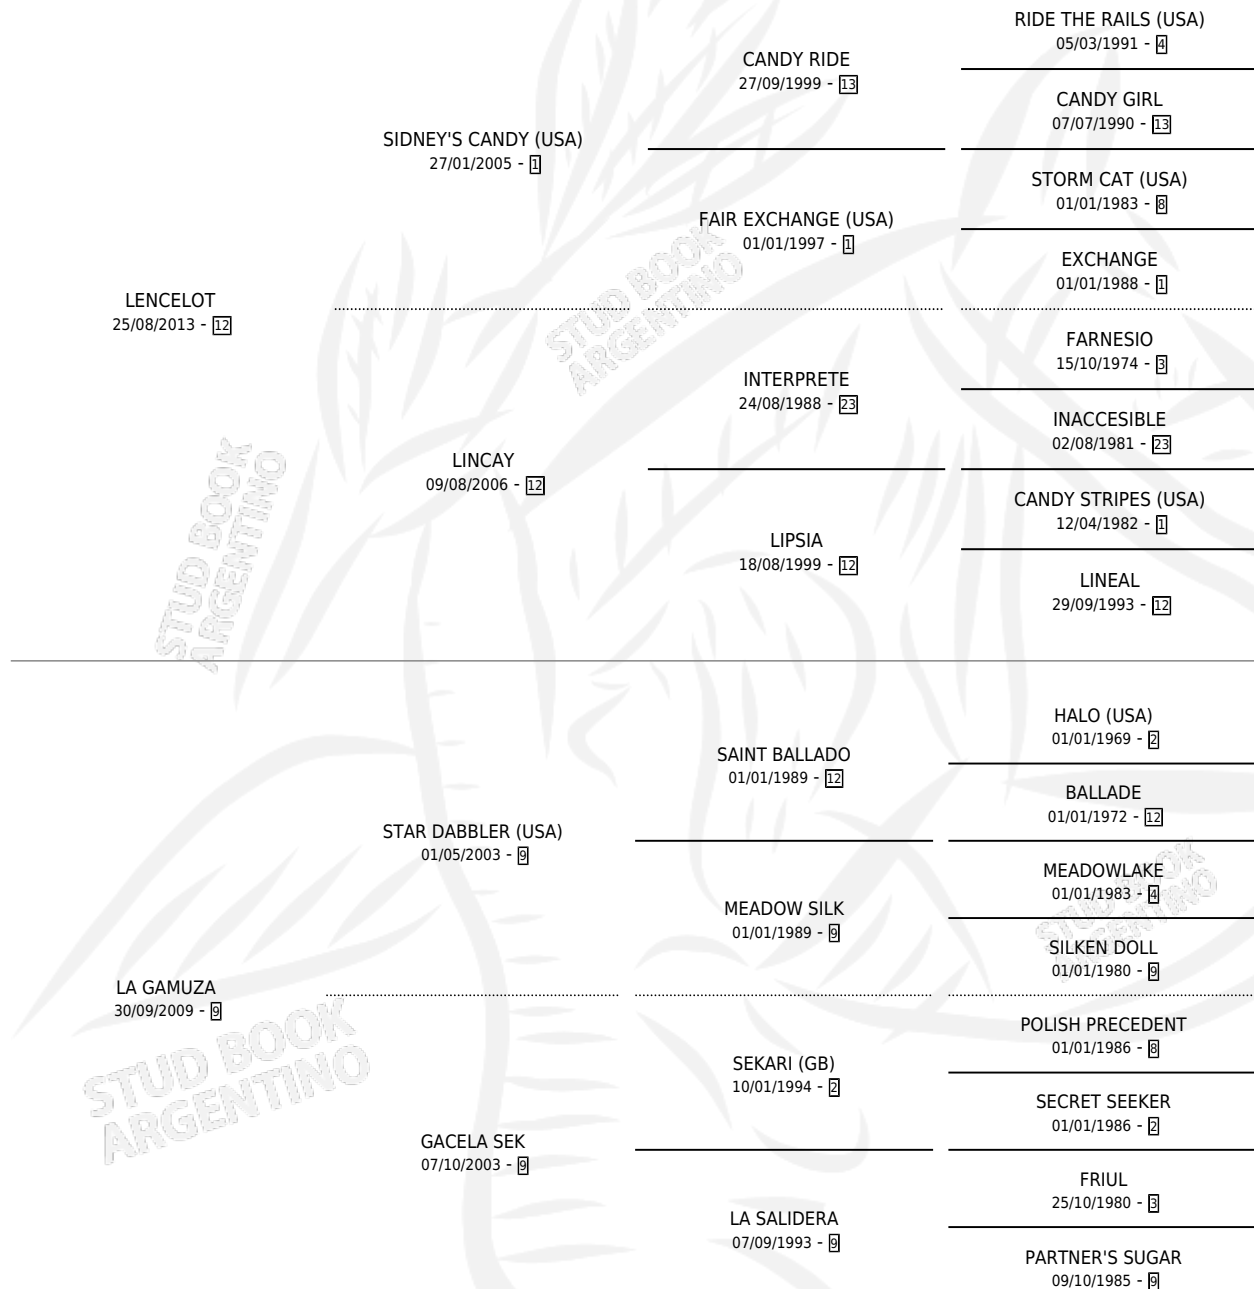 RIDE THE RAILS (USA)
05/03/1991 - 4
CANDY RIDE
27/09/1999 - 13
CANDY GIRL
07/07/1990 - 13
SIDNEY'S CANDY (USA)
27/01/2005 - 1
STORM CAT (USA)
01/01/1983 - 8
FAIR EXCHANGE (USA)
01/01/1997 - 1
EXCHANGE
01/01/1988 - 1
LENCELOT
25/08/2013 - 12
FARNESIO
15/10/1974 - 3
INTERPRETE
24/08/1988 - 23
INACCESIBLE
02/08/1981 - 23
LINCAY
09/08/2006 - 12
CANDY STRIPES (USA)
12/04/1982 - 1
LIPSIA
18/08/1999 - 12
LINEAL
29/09/1993 - 12
HALO (USA)
01/01/1969 - 2
SAINT BALLADO
01/01/1989 - 12
BALLADE
01/01/1972 - 12
STAR DABBLER (USA)
01/05/2003 - 9
MEADOWLAKE
01/01/1983 - 4
MEADOW SILK
01/01/1989 - 9
SILKEN DOLL
01/01/1980 - 9
LA GAMUZA
30/09/2009 - 9
POLISH PRECEDENT
01/01/1986 - 8
SEKARI (GB)
10/01/1994 - 2
SECRET SEEKER
01/01/1986 - 2
GACELA SEK
07/10/2003 - 9
FRIUL
25/10/1980 - 3
LA SALIDERA
07/09/1993 - 9
PARTNER'S SUGAR
09/10/1985 - 9
STUD BOOK
ARGENTINO
STUD BOOK
ARGENTINO
STUD BOOK
ARGENTINO
STUD BOOK
ARGENTINO